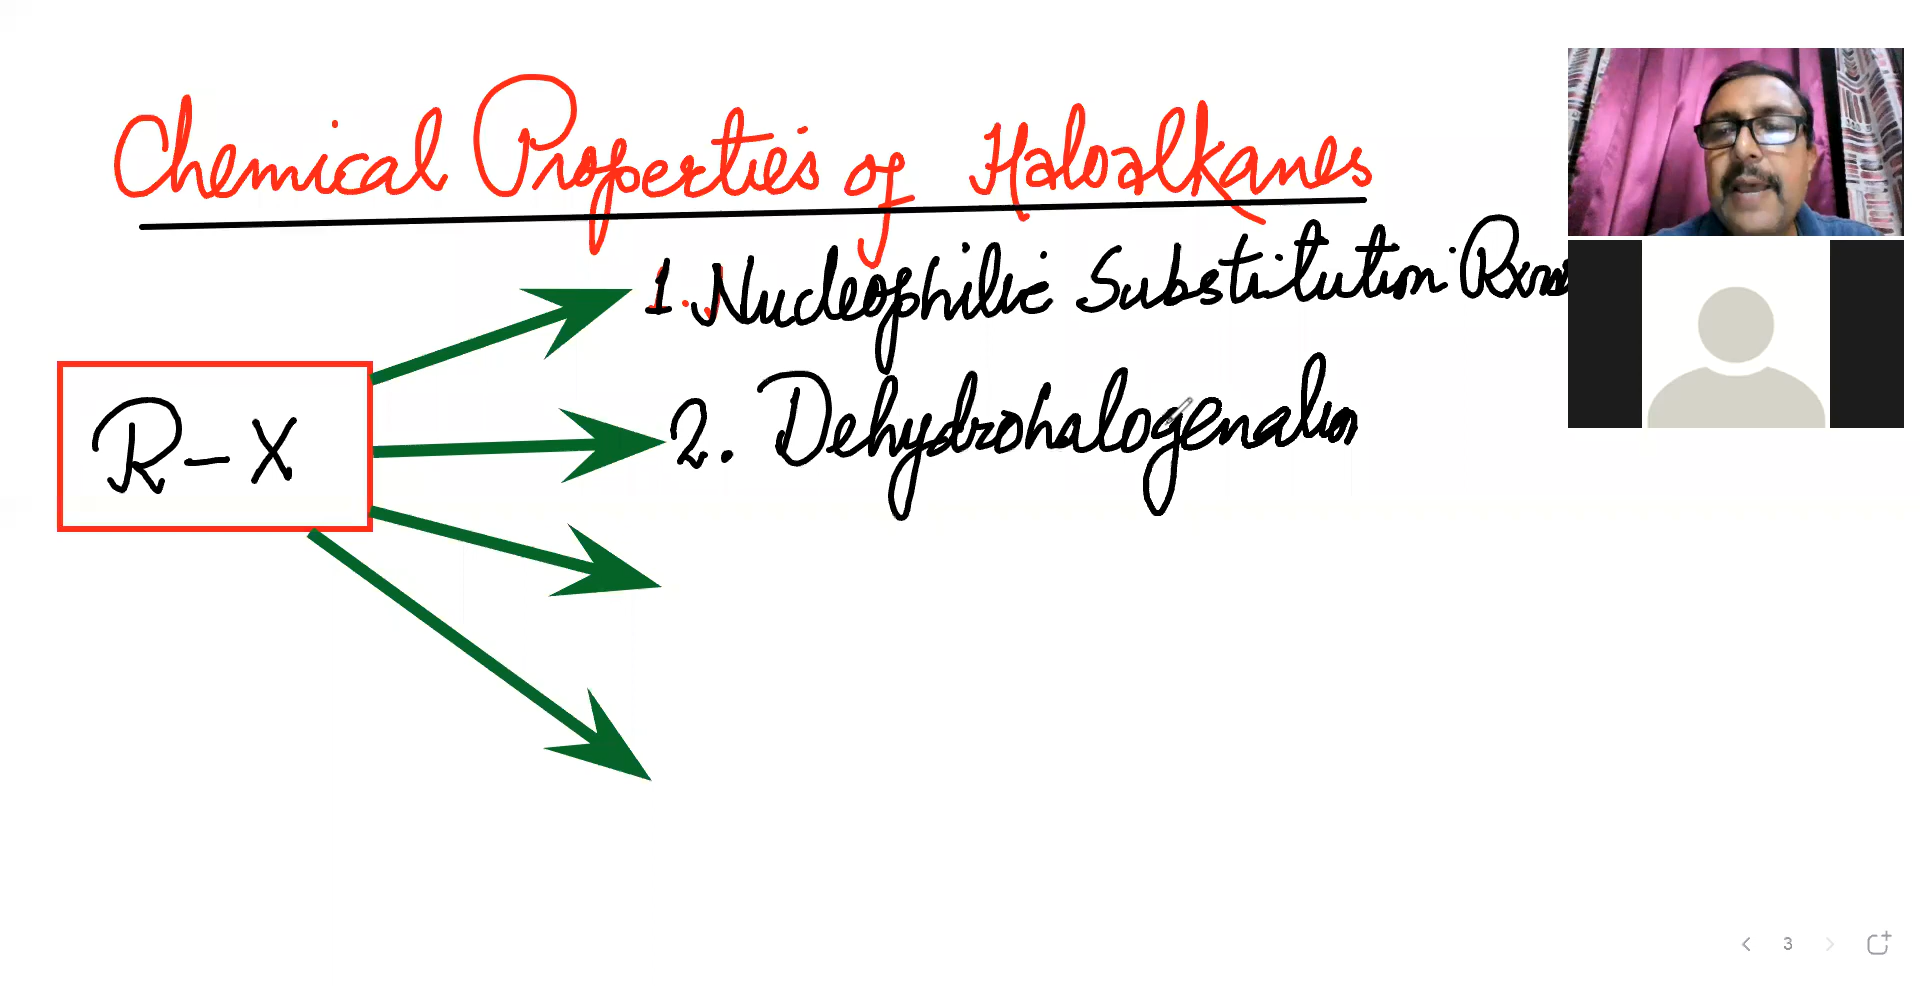 Chemical Properties of Haloalkanes
1. Nucleophilic Substitution Rxns
R-X
2. Dehydrohalogenation
3